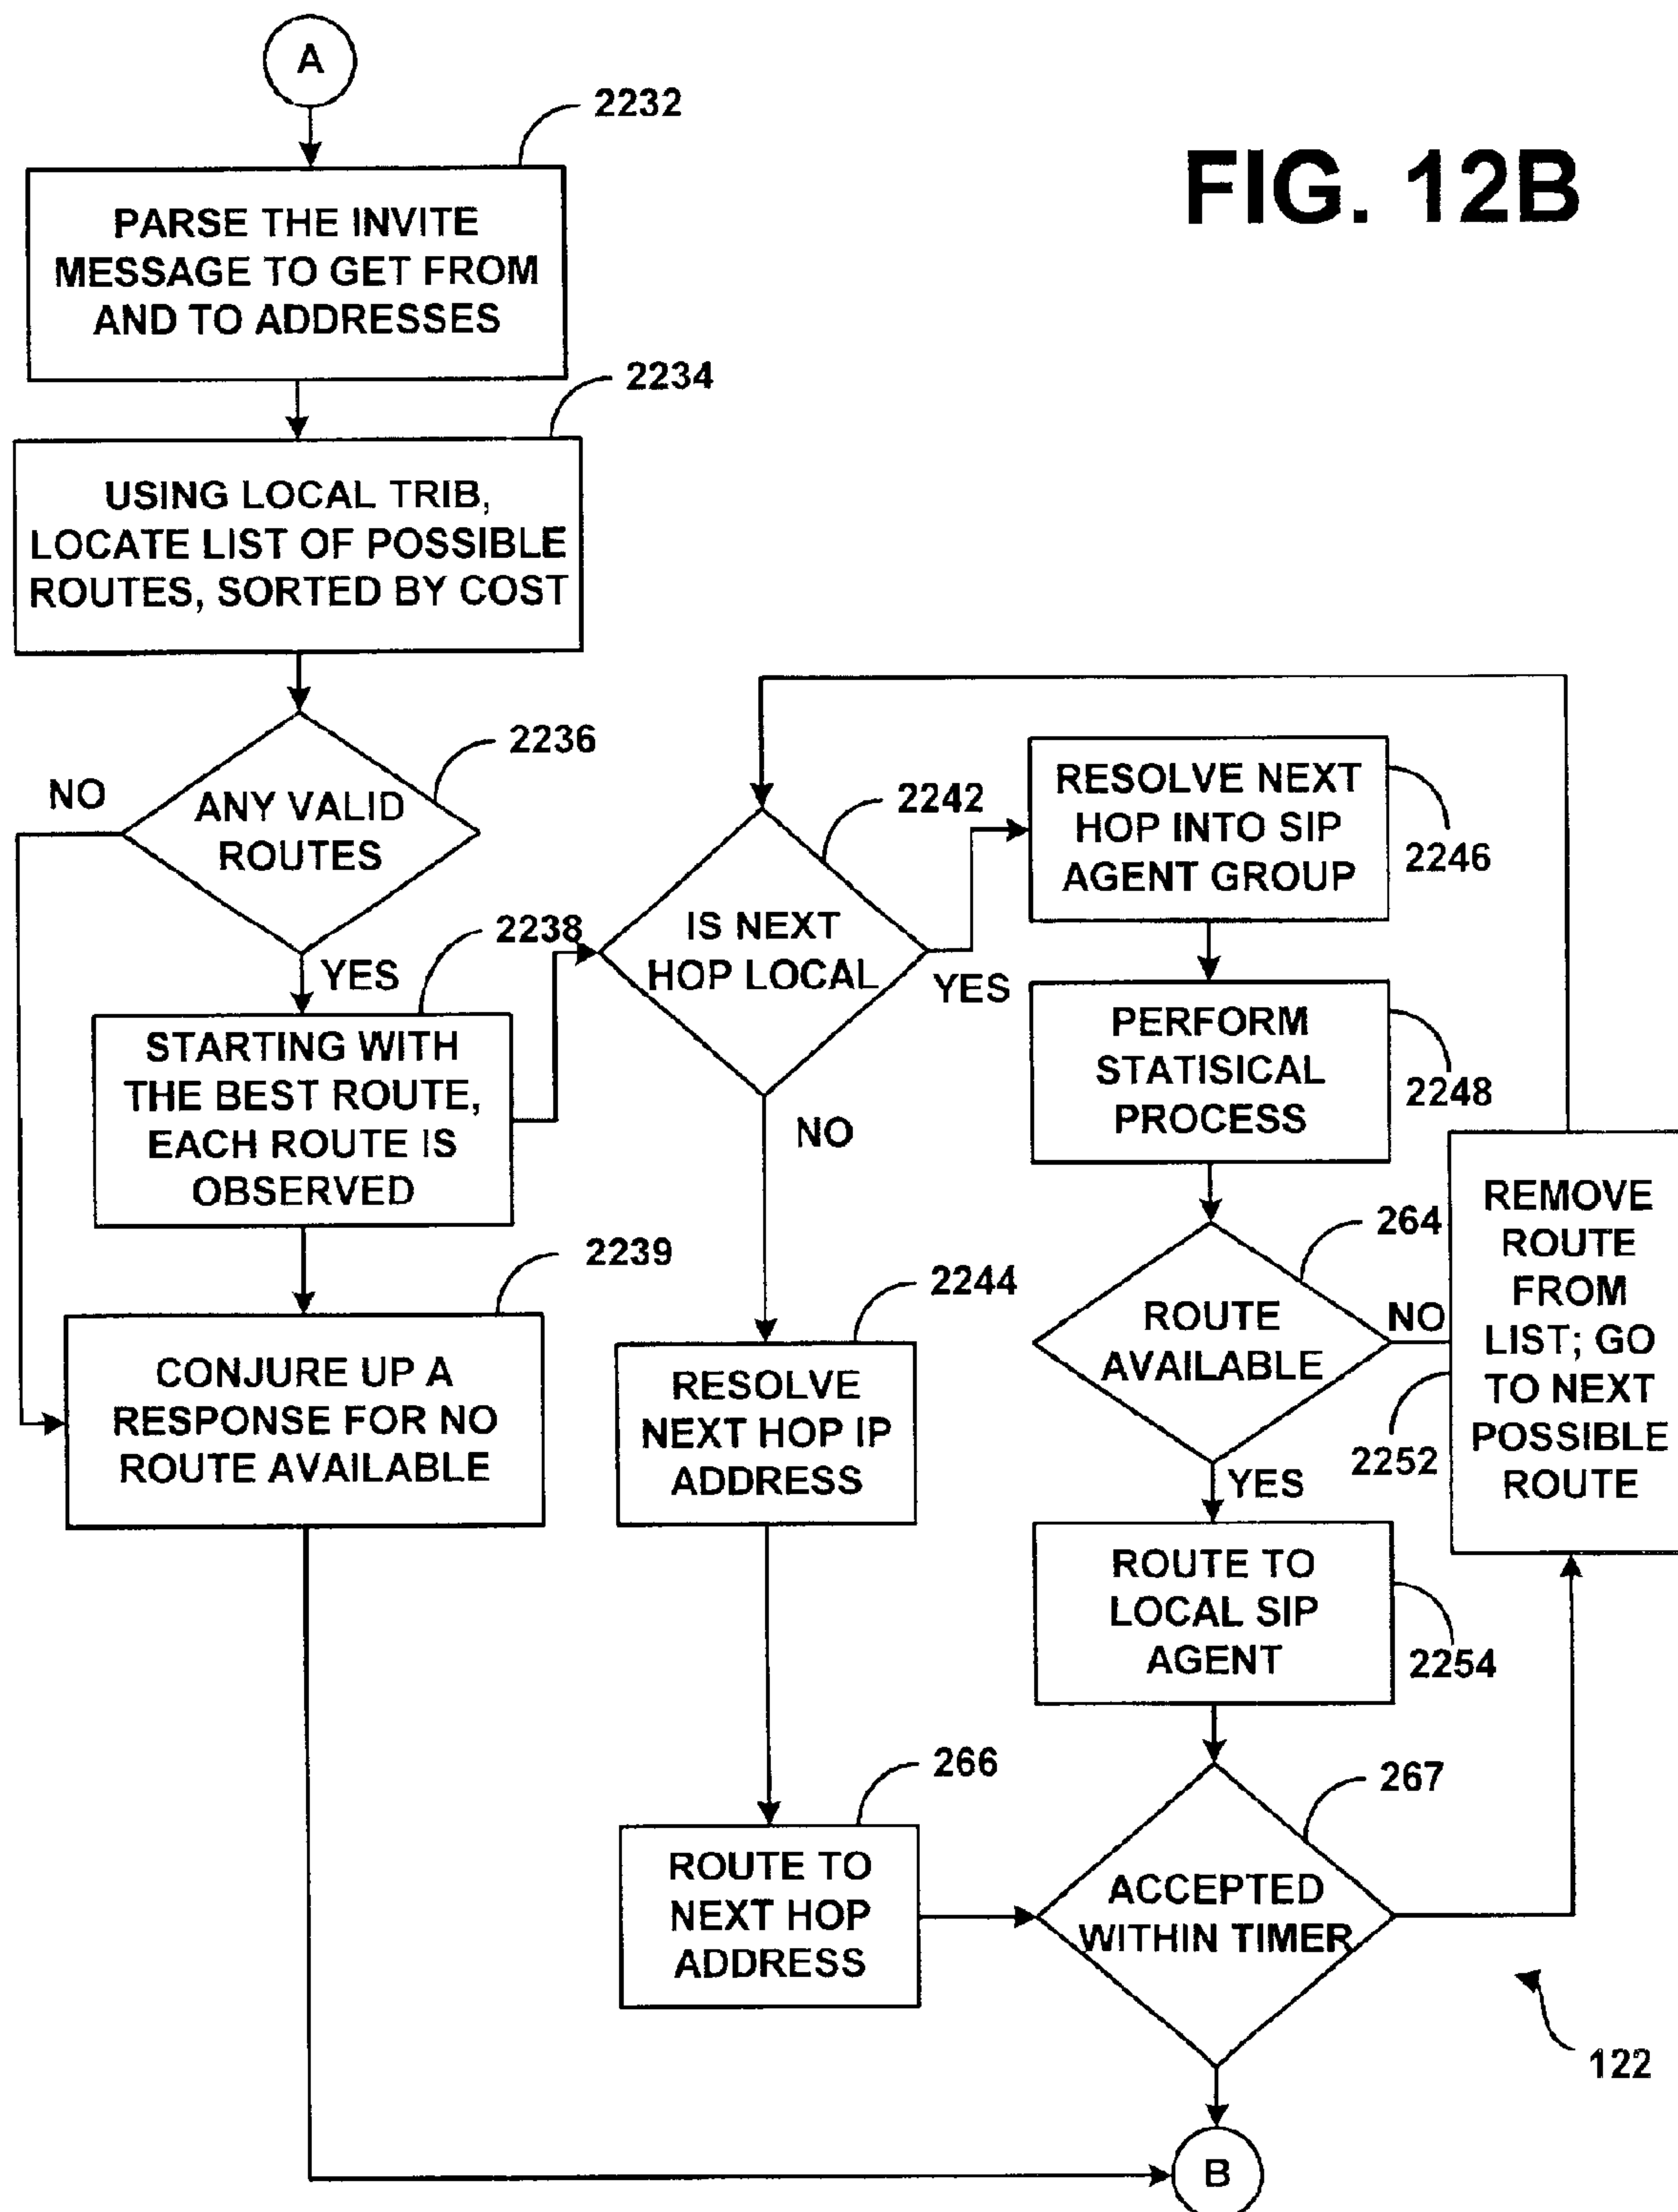 A
2232
FIG. 12B
PARSE THE INVITE
MESSAGE TO GET FROM
AND TO ADDRESSES
2234
USING LOCAL TRIB,
LOCATE LIST OF POSSIBLE
ROUTES, SORTED BY COST
2236
NO
ANY VALID
ROUTES
YES
2238
STARTING WITH
THE BEST ROUTE,
EACH ROUTE IS
OBSERVED
2239
CONJURE UP A
RESPONSE FOR NO
ROUTE AVAILABLE
2242
IS NEXT
HOP LOCAL
YES
NO
2244
RESOLVE
NEXT HOP IP
ADDRESS
266
ROUTE TO
NEXT HOP
ADDRESS
RESOLVE NEXT
HOP INTO SIP
AGENT GROUP
2246
PERFORM
STATISICAL
PROCESS
2248
264
ROUTE
AVAILABLE
NO
YES
2252
REMOVE
ROUTE
FROM
LIST; GO
TO NEXT
POSSIBLE
ROUTE
ROUTE TO
LOCAL SIP
AGENT
2254
267
ACCEPTED
WITHIN TIMER
122
B